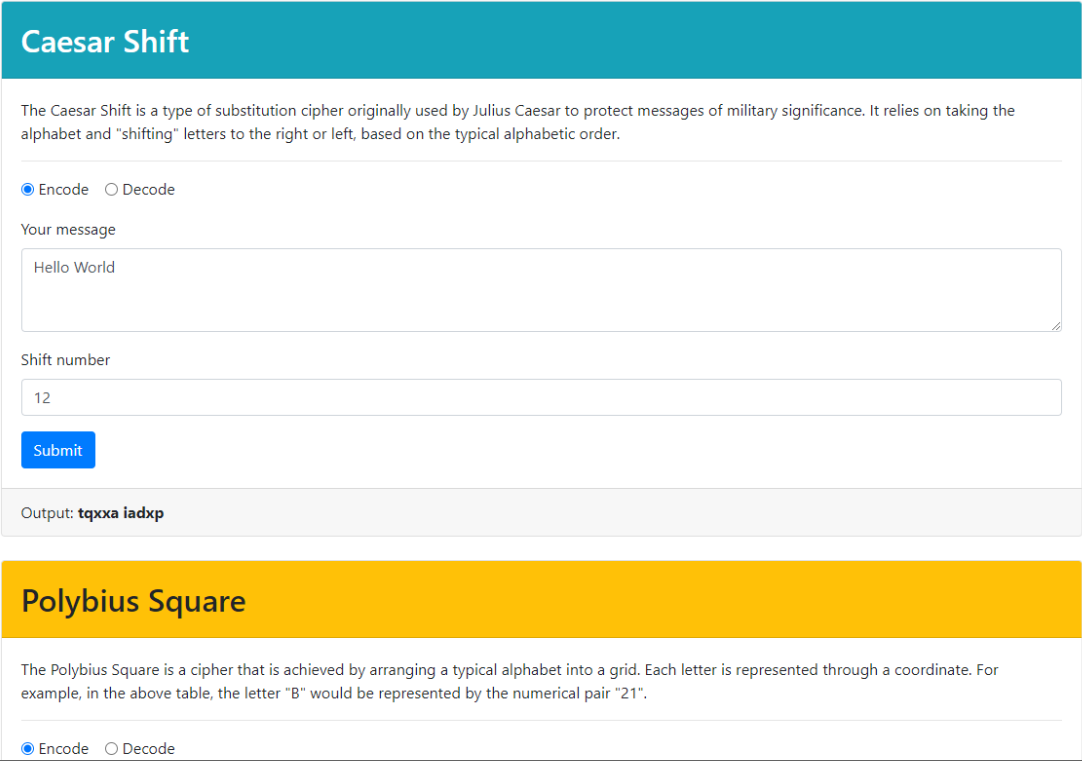 Caesar Shift
The Caesar Shift is a type of substitution cipher originally used by Julius Caesar to protect messages of military significance. It relies on taking the
alphabet and "shifting" letters to the right or left, based on the typical alphabetic order.
Encode Decode
Your message
Hello World
Shift number
12
Submit
Output: tqxxa iadxp
Polybius Square
The Polybius Square is a cipher that is achieved by arranging a typical alphabet into a grid. Each letter is represented through a coordinate. For
example, in the above table, the letter "B" would be represented by the numerical pair "21".
Encode Decode